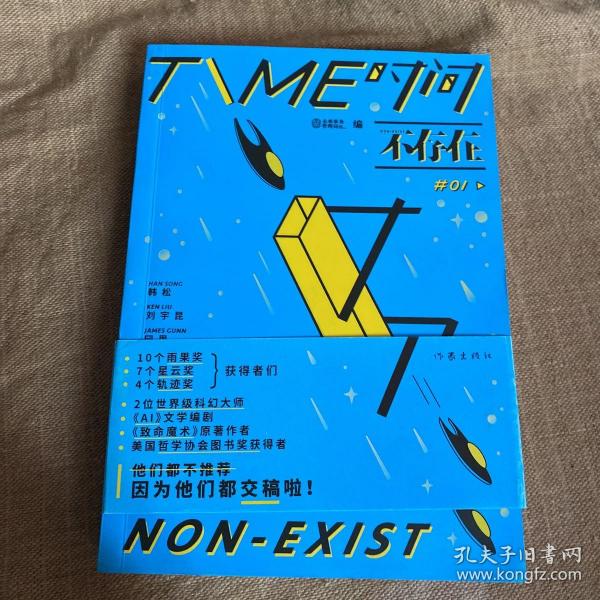 TIME时间
编
NON-EXIST
不存在
#01
HAN SONG
韩松
KEN LIU
刘宇昆
JAMES GUNN
• 10个雨果奖
• 7个星云奖
• 4个轨迹奖
获得者们
作家出版社
• 2位世界级科幻大师
• 《AI》文学编剧
• 《致命魔术》原著作者
• 美国哲学协会图书奖获得者
他们都不推荐
因为他们都交稿啦!
NON-EXIST
孔夫子旧书网
www.kongfz.com